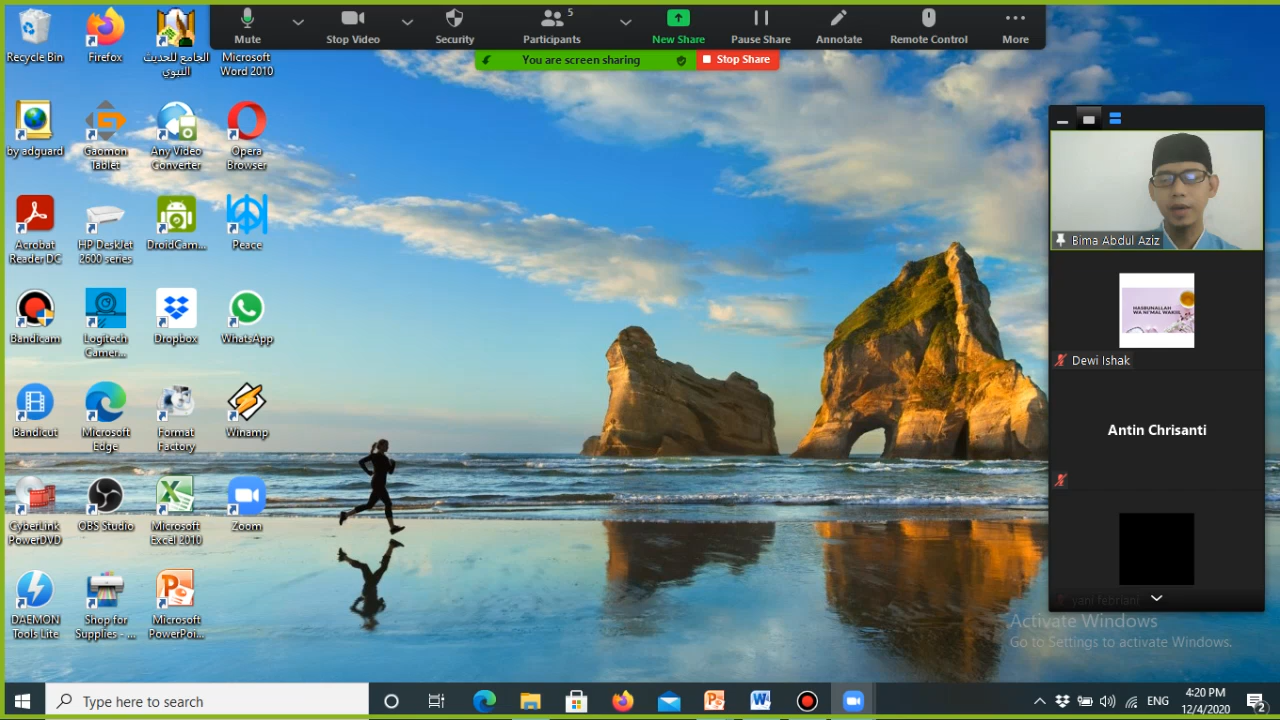 Mute
Stop Video
Security
Participants
5
New Share
Pause Share
Annotate
Remote Control
More
You are screen sharing
Stop Share
Recycle Bin
Firefox
الجامع للحديث
النبوي
Microsoft
Word 2010
by adguard
Gaomon
Tablet
Any Video
Converter
Opera
Browser
Acrobat
Reader DC
HP DeskJet
2600 series
DroidCam...
Peace
Bandicam
Logitech
Camer...
Dropbox
WhatsApp
Bandicut
Microsoft
Edge
Format
Factory
Winamp
CyberLink
PowerDVD
OBS Studio
Microsoft
Excel 2010
Zoom
DAEMON
Tools Lite
Shop for
Supplies - ...
Microsoft
PowerPoi...
Bima Abdul Aziz
HASBUNALLAH
WA NI'MAL WAKIIL
Dewi Ishak
Antin Chrisanti
yani febriani
Activate Windows
Go to Settings to activate Windows.
Type here to search
ENG
4:20 PM
12/4/2020
2